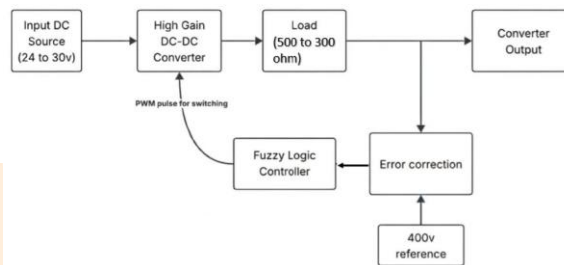 Input DC
Source
(24 to 30v)
High Gain
DC-DC
Converter
Load
(500 to 300
ohm)
Converter
Output
PWM pulse for switching
Fuzzy Logic
Controller
Error correction
400v
reference